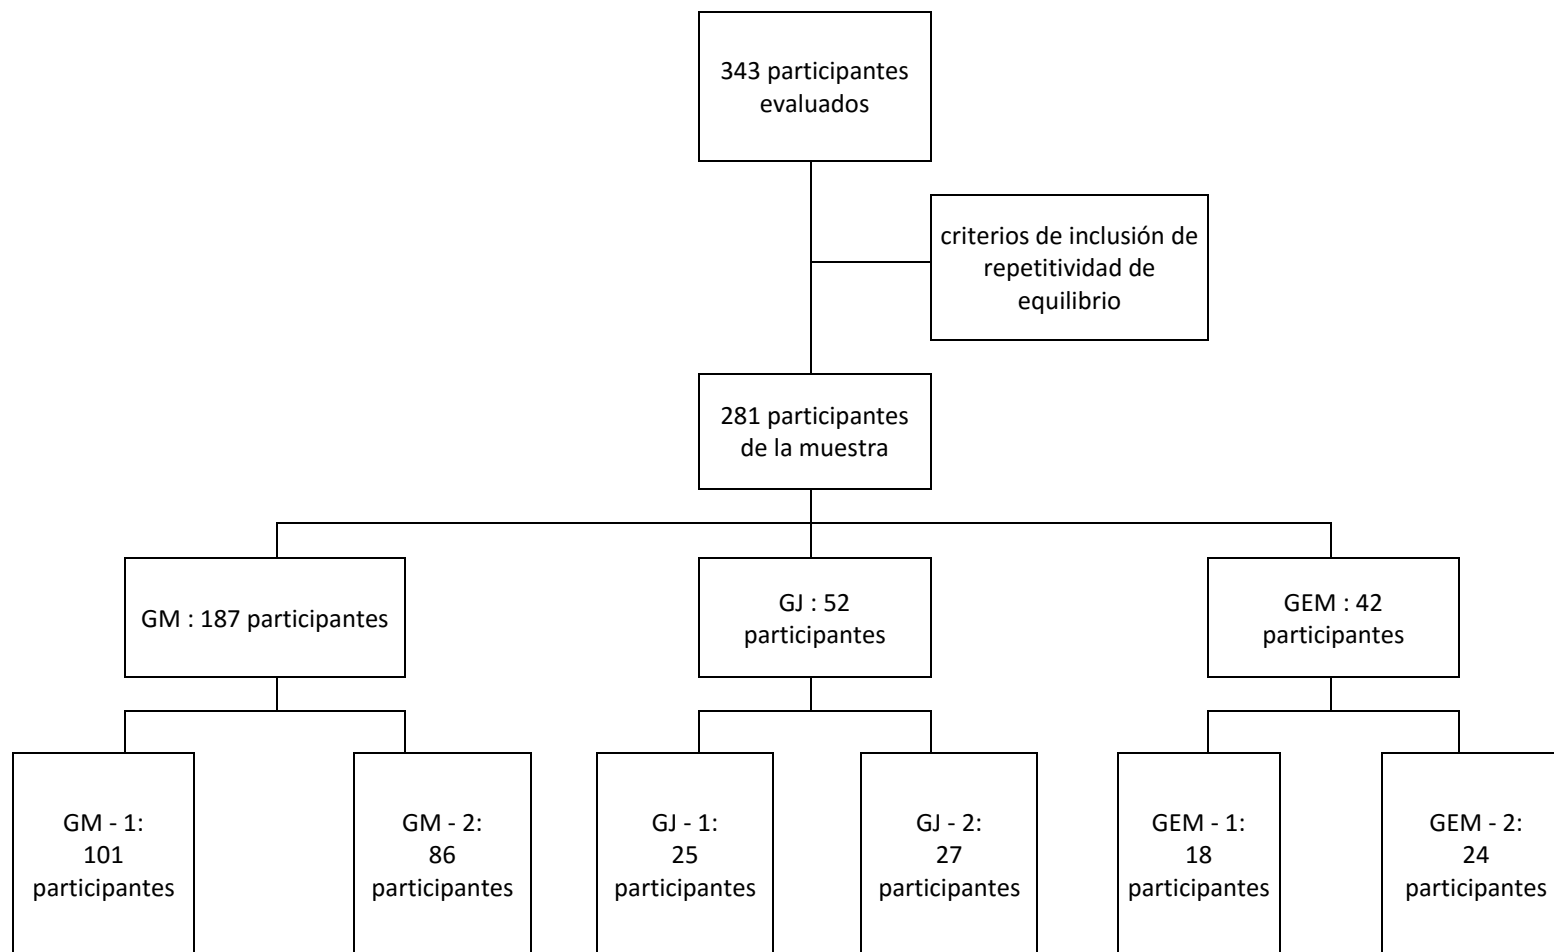 343 participantes
evaluados
criterios de inclusión de
repetitividad de
equilibrio
281 participantes
de la muestra
GM : 187 participantes
GJ : 52
participantes
GEM : 42
participantes
GM - 1:
101
participantes
GM - 2:
86
participantes
GJ - 1:
25
participantes
GJ - 2:
27
participantes
GEM - 1:
18
participantes
GEM - 2:
24
participantes